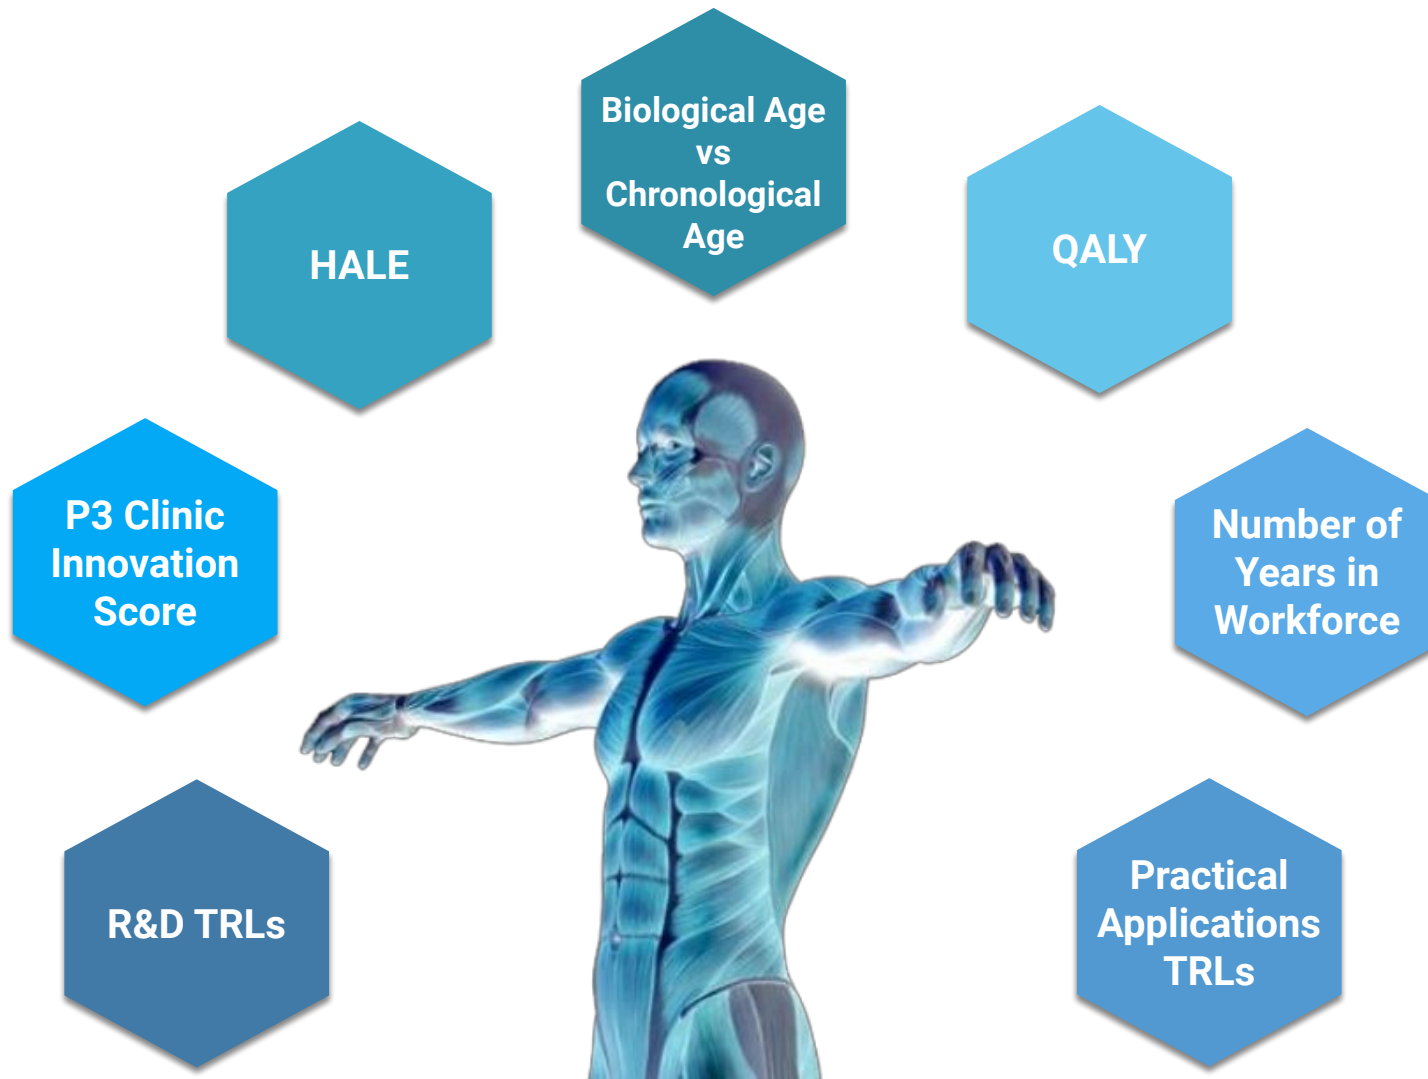 Biological Age
vs
Chronological
Age
HALE
QALY
P3 Clinic
Innovation
Score
Number of
Years in
Workforce
R&D TRLs
Practical
Applications
TRLs